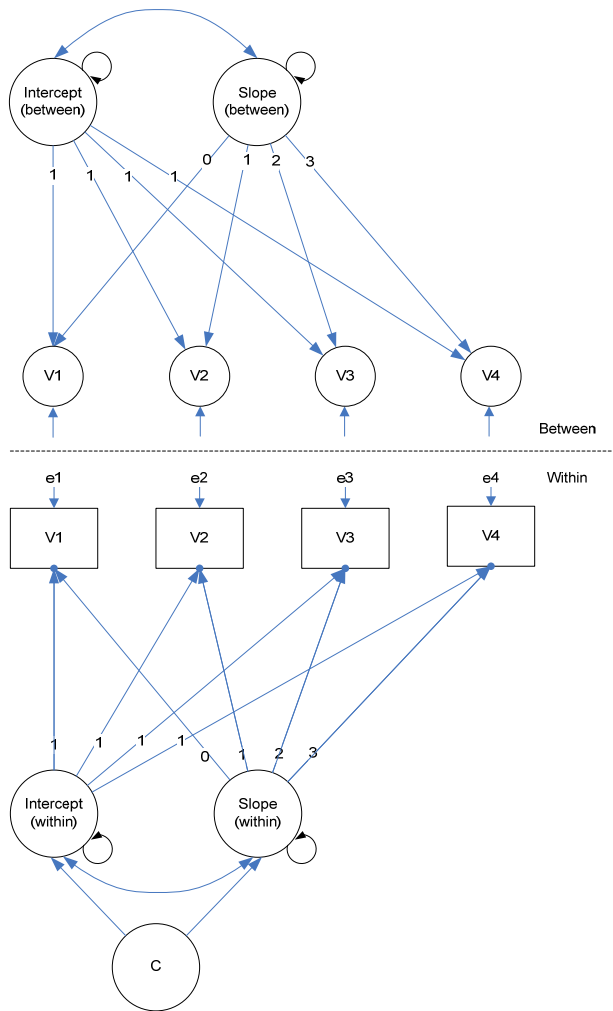 Intercept
(between)
Slope
(between)
1
1
1
1
0
1
2
3
V1
V2
V3
V4
Between
Within
e1
e2
e3
e4
V1
V2
V3
V4
1
1
1
1
0
1
2
3
Intercept
(within)
Slope
(within)
C